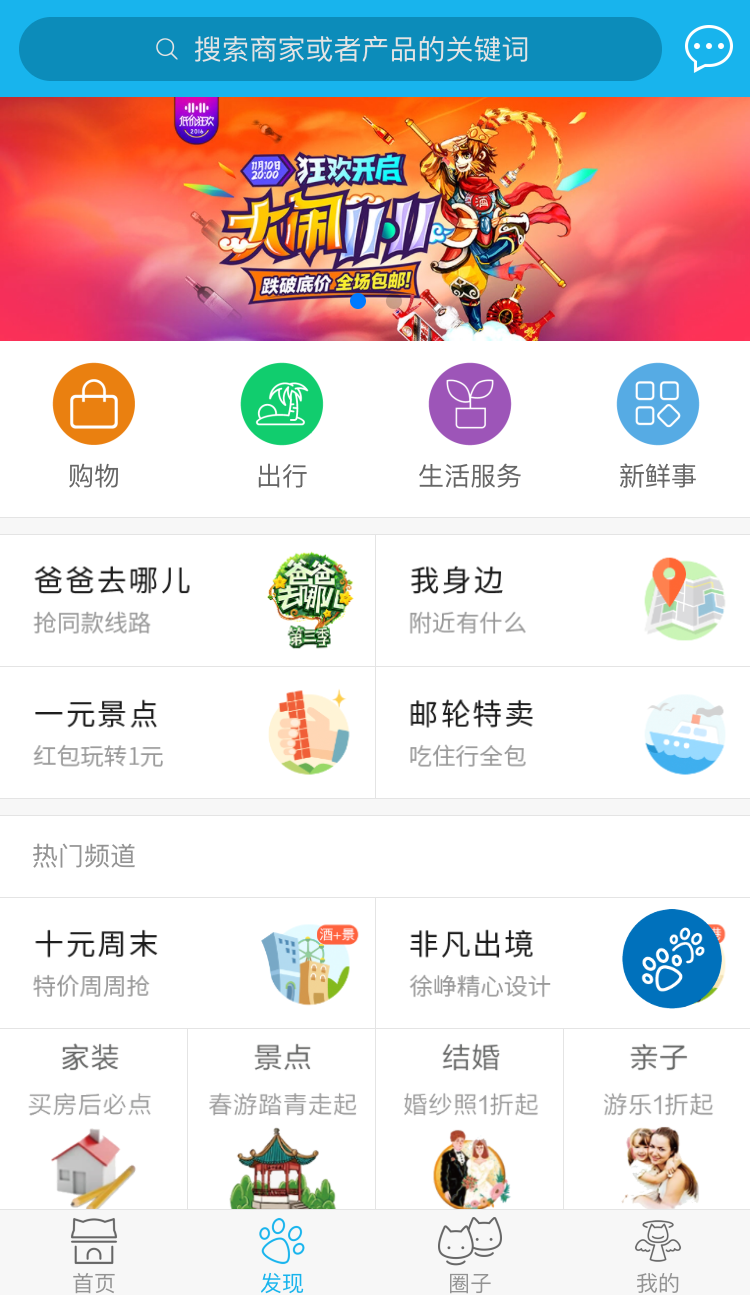 搜索商家或者产品的关键词
低价狂欢
2016
11月10日
20:00
狂欢开启
大闹11·11
跌破底价 全场包邮!
酒
购物
出行
生活服务
新鲜事
爸爸去哪儿
抢同款线路
爸爸
去哪儿
第二季
我身边
附近有什么
一元景点
红包玩转1元
邮轮特卖
吃住行全包
热门频道
十元周末
特价周周抢
酒+景
非凡出境
徐峥精心设计
家装
景点
结婚
亲子
买房后必点
春游踏青走起
婚纱照1折起
游乐1折起
首页
发现
圈子
我的